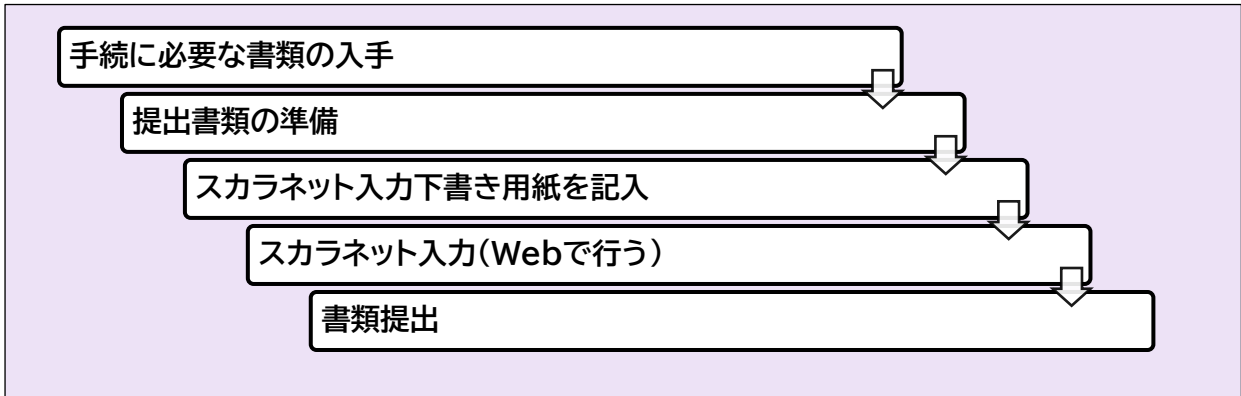 手続に必要な書類の入手
提出書類の準備
スカラネット入力下書き用紙を記入
スカラネット入力(Webで行う)
書類提出